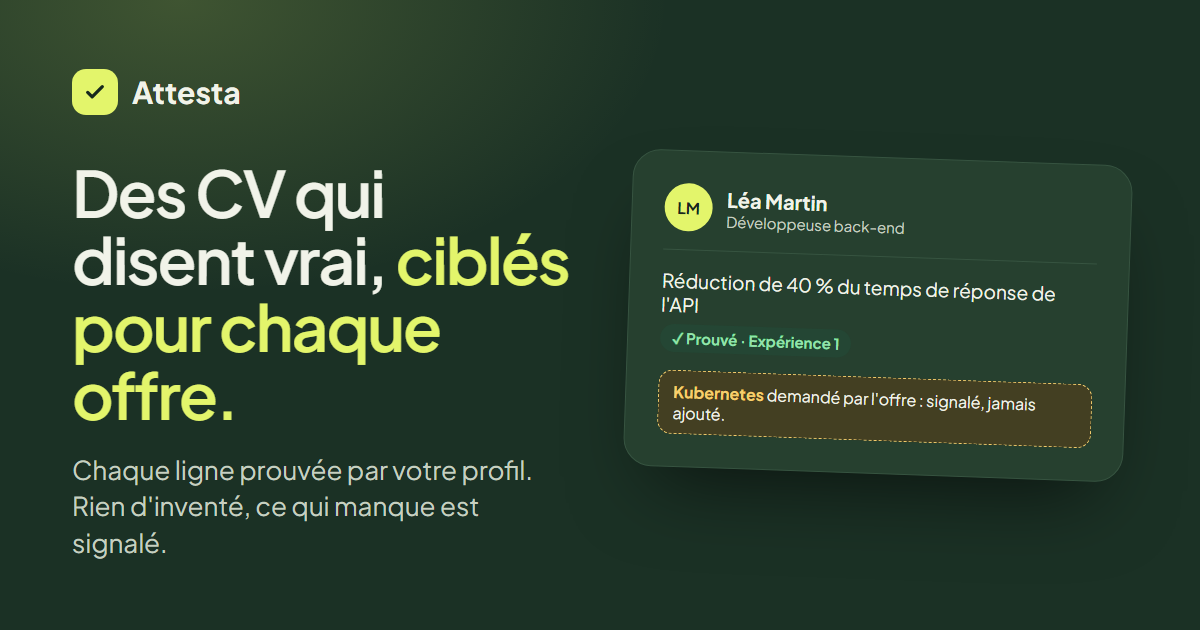 Attesta
Des CV qui
disent vrai, ciblés
pour chaque
offre.
Chaque ligne prouvée par votre profil.
Rien d'inventé, ce qui manque est
signalé.
LM
Léa Martin
Développeuse back-end
Réduction de 40 % du temps de réponse de
l'API
✓ Prouvé · Expérience 1
Kubernetes demandé par l'offre : signalé, jamais
ajouté.